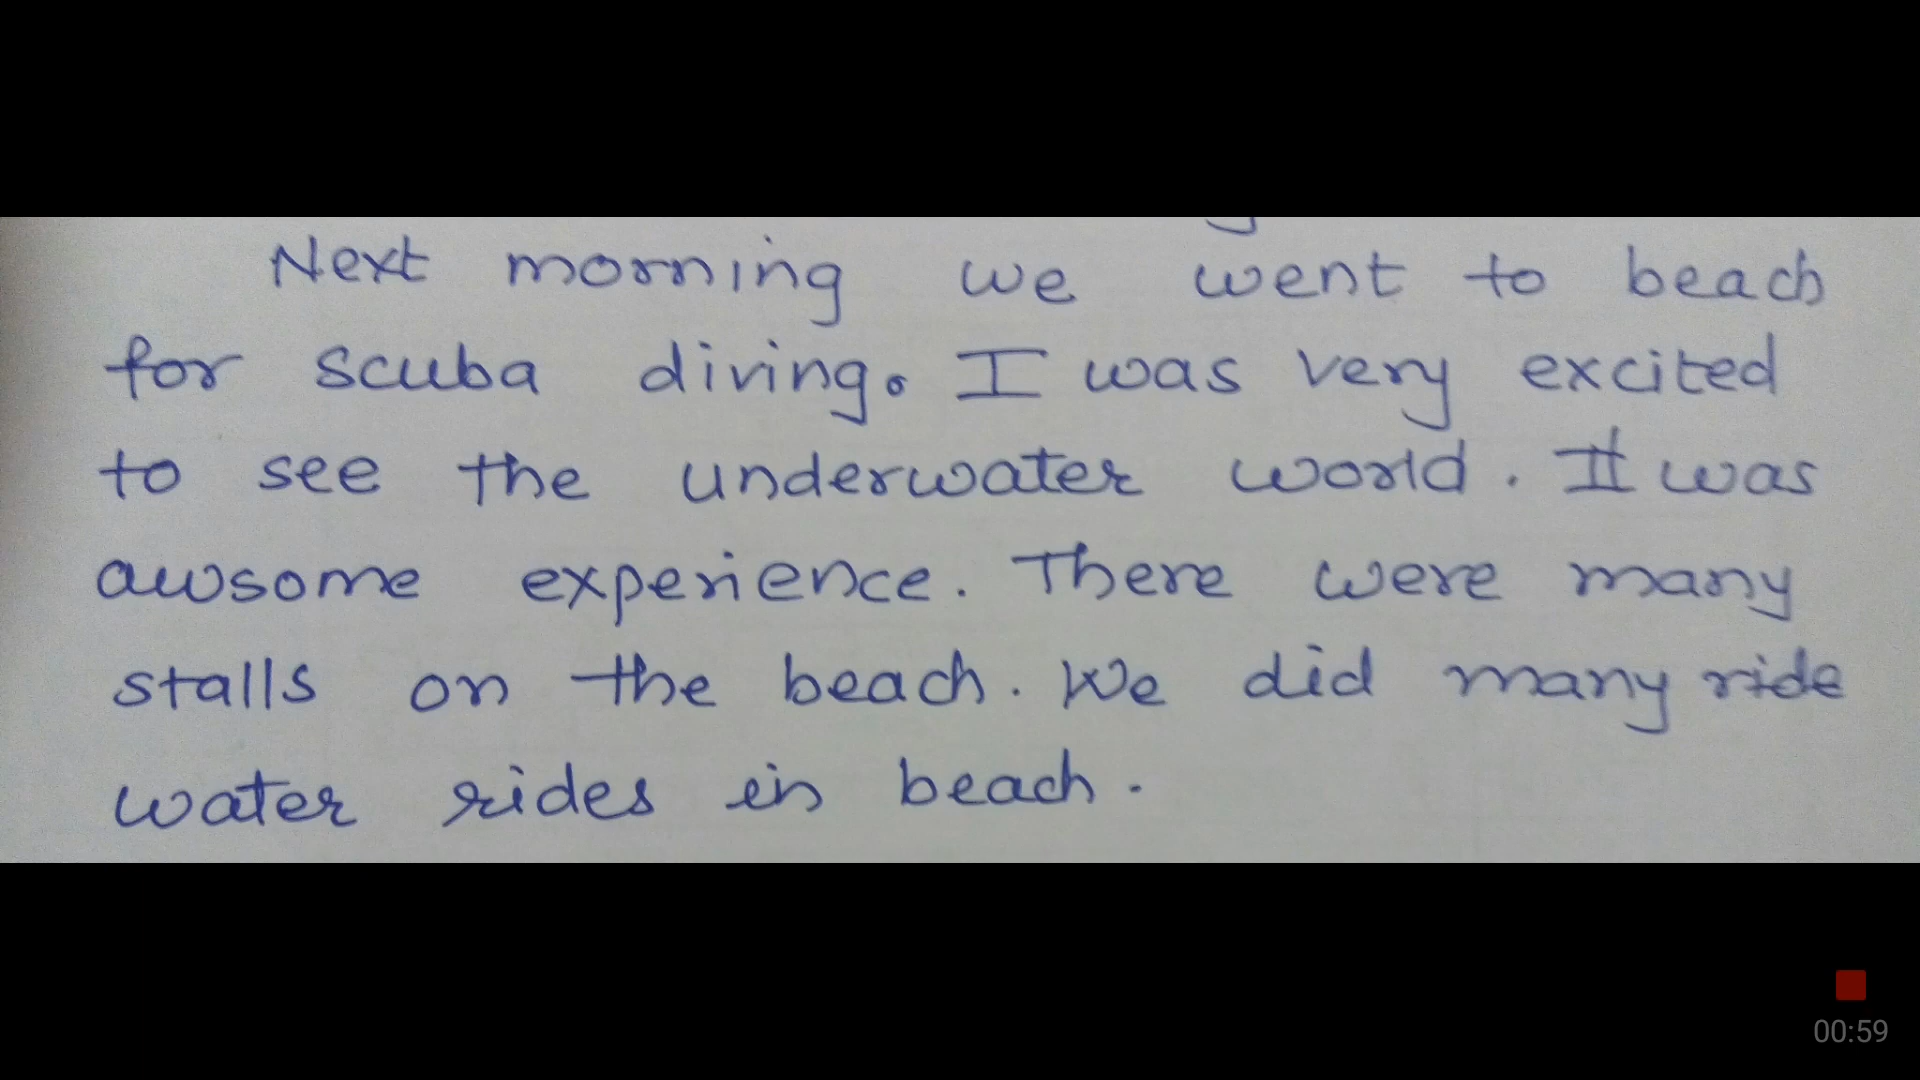 Next morning we went to beach
for scuba diving. I was very excited
to see the underwater world. It was
awsome experience. There were many
stalls on the beach. We did many ride
water rides in beach.
00:59